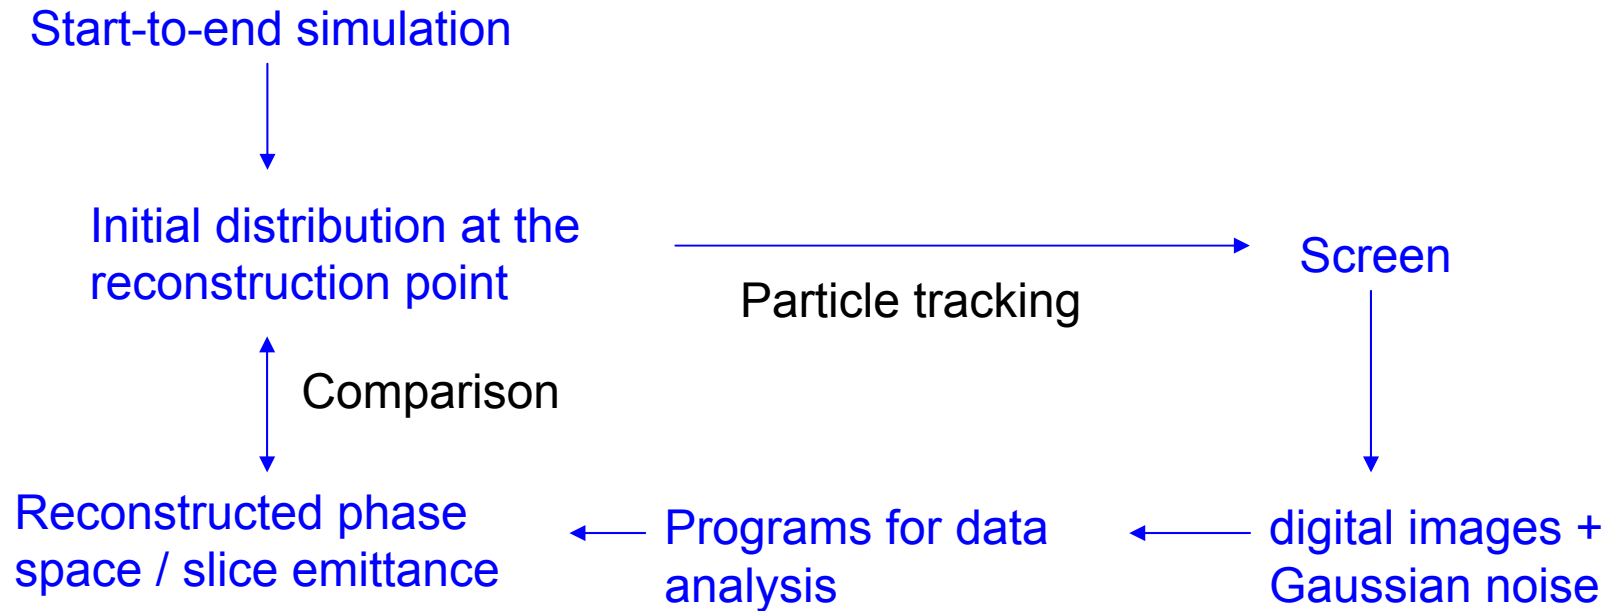 Start-to-end simulation
Initial distribution at the
reconstruction point
Particle tracking
Screen
Comparison
Reconstructed phase
space / slice emittance
Programs for data
analysis
digital images +
Gaussian noise